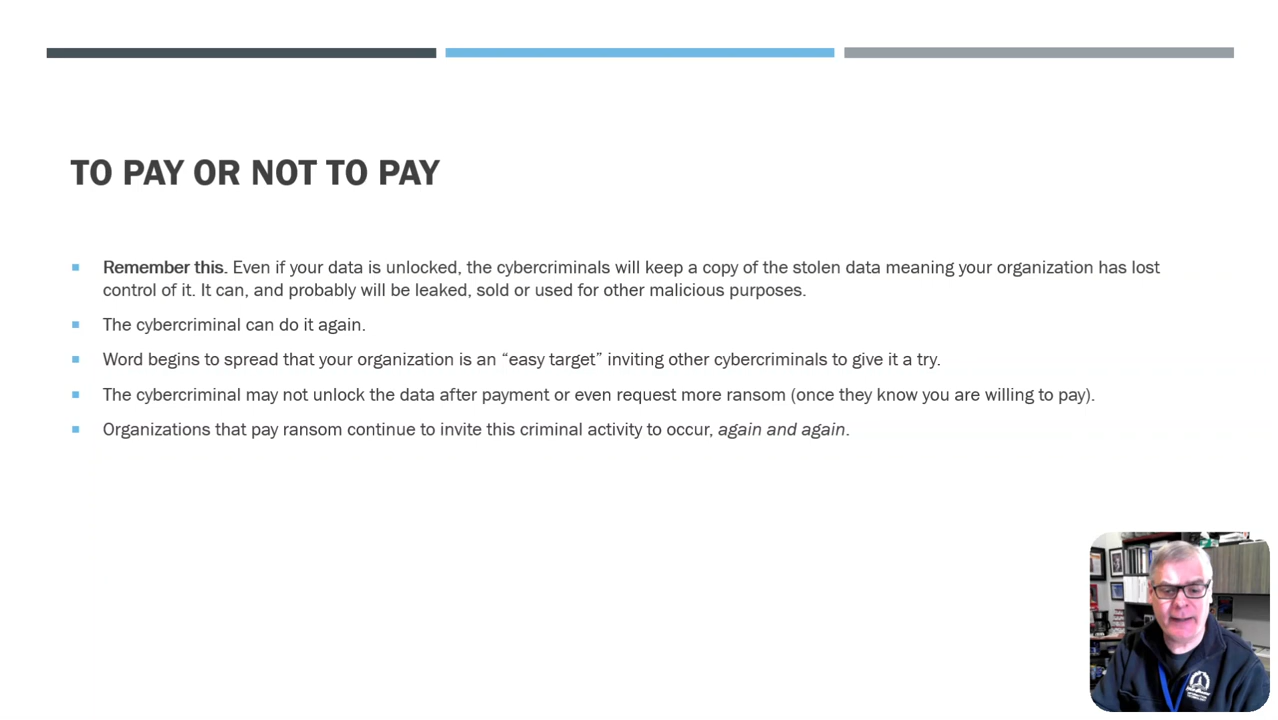 TO PAY OR NOT TO PAY
Remember this. Even if your data is unlocked, the cybercriminals will keep a copy of the stolen data meaning your organization has lost
control of it. It can, and probably will be leaked, sold or used for other malicious purposes.
The cybercriminal can do it again.
Word begins to spread that your organization is an “easy target” inviting other cybercriminals to give it a try.
The cybercriminal may not unlock the data after payment or even request more ransom (once they know you are willing to pay).
Organizations that pay ransom continue to invite this criminal activity to occur, again and again.